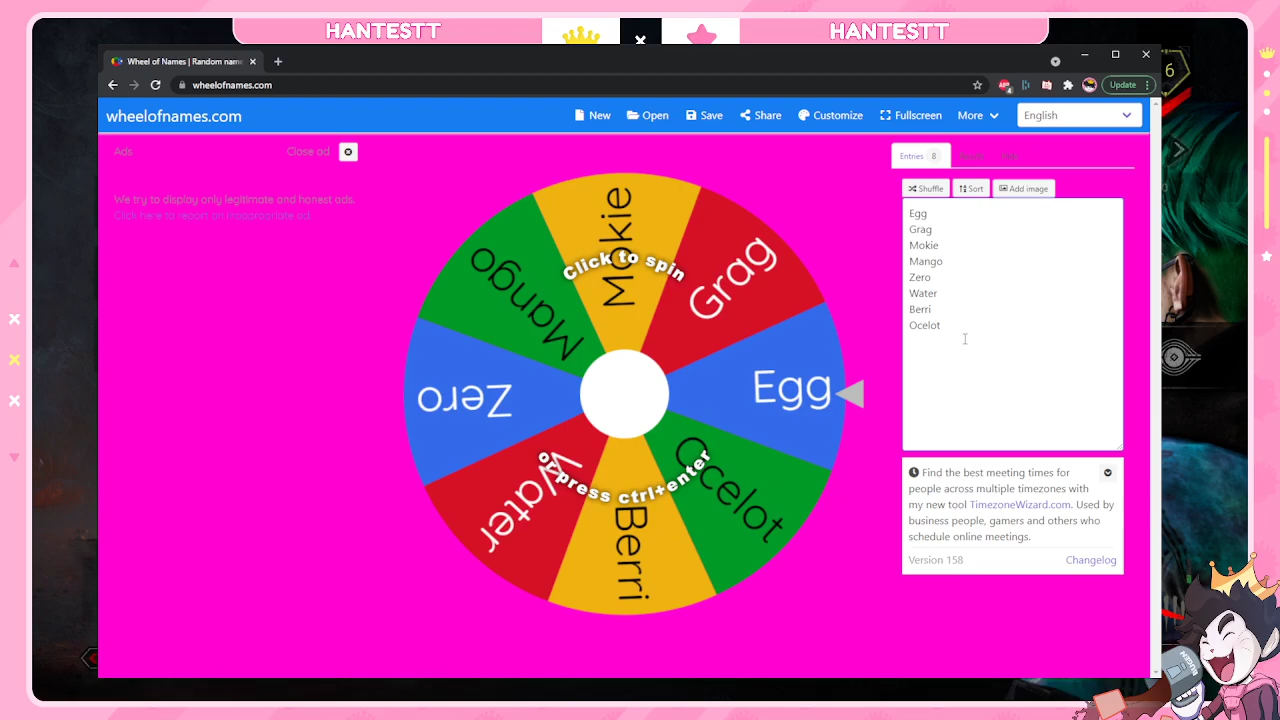 HANTESTT
HANTESTT
Wheel of Names | Random name
wheelofnames.com
4
Update
6
wheelofnames.com
New
Open
Save
Share
Customize
Fullscreen
More
English
Ads
Close ad
We try to display only legitimate and honest ads.
Click here to report an inappropriate ad
Entries 8
Hide
Shuffle
Sort
Add image
Egg
Grag
Mokie
Mango
Zero
Water
Berri
Ocelot
Mokie
Grag
Egg
Ocelot
Berri
Water
Zero
Mango
Click to spin
or press ctrl+enter
Find the best meeting times for
people across multiple timezones with
my new tool TimezoneWizard.com. Used by
business people, gamers and others who
schedule online meetings.
Version 158
Changelog